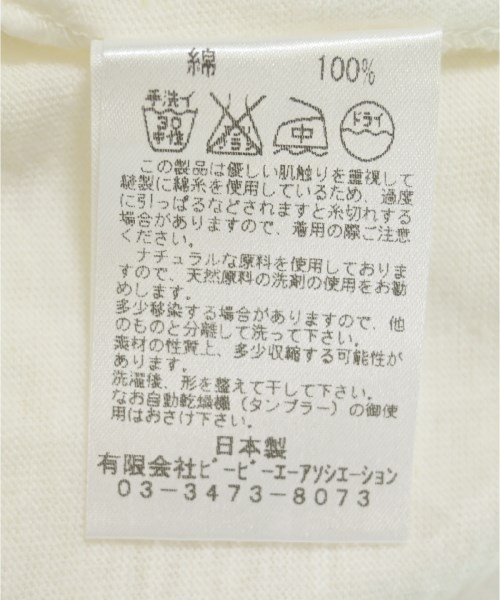 綿 100%
手洗イ 30 中性 エンソサラシ 中 ドライ
この製品は優しい肌触りを重視して
縫製に綿糸を使用しているため、過度
に引っぱるなどされますと糸切れする
場合がありますので、着用の際ご注意
ください。
ナチュラルな原料を使用しておりま
すので、天然原料の洗剤の使用をお勧
めします。
多少移染する場合がありますので、他
のものと分離して洗って下さい。
素材の性質上、多少収縮する可能性が
あります。
洗濯後、形を整えて干して下さい。
なお自動乾燥機（タンブラー）の御使
用はおさけ下さい。
日本製
有限会社ビービーエーアソシエーション
03-3473-8073